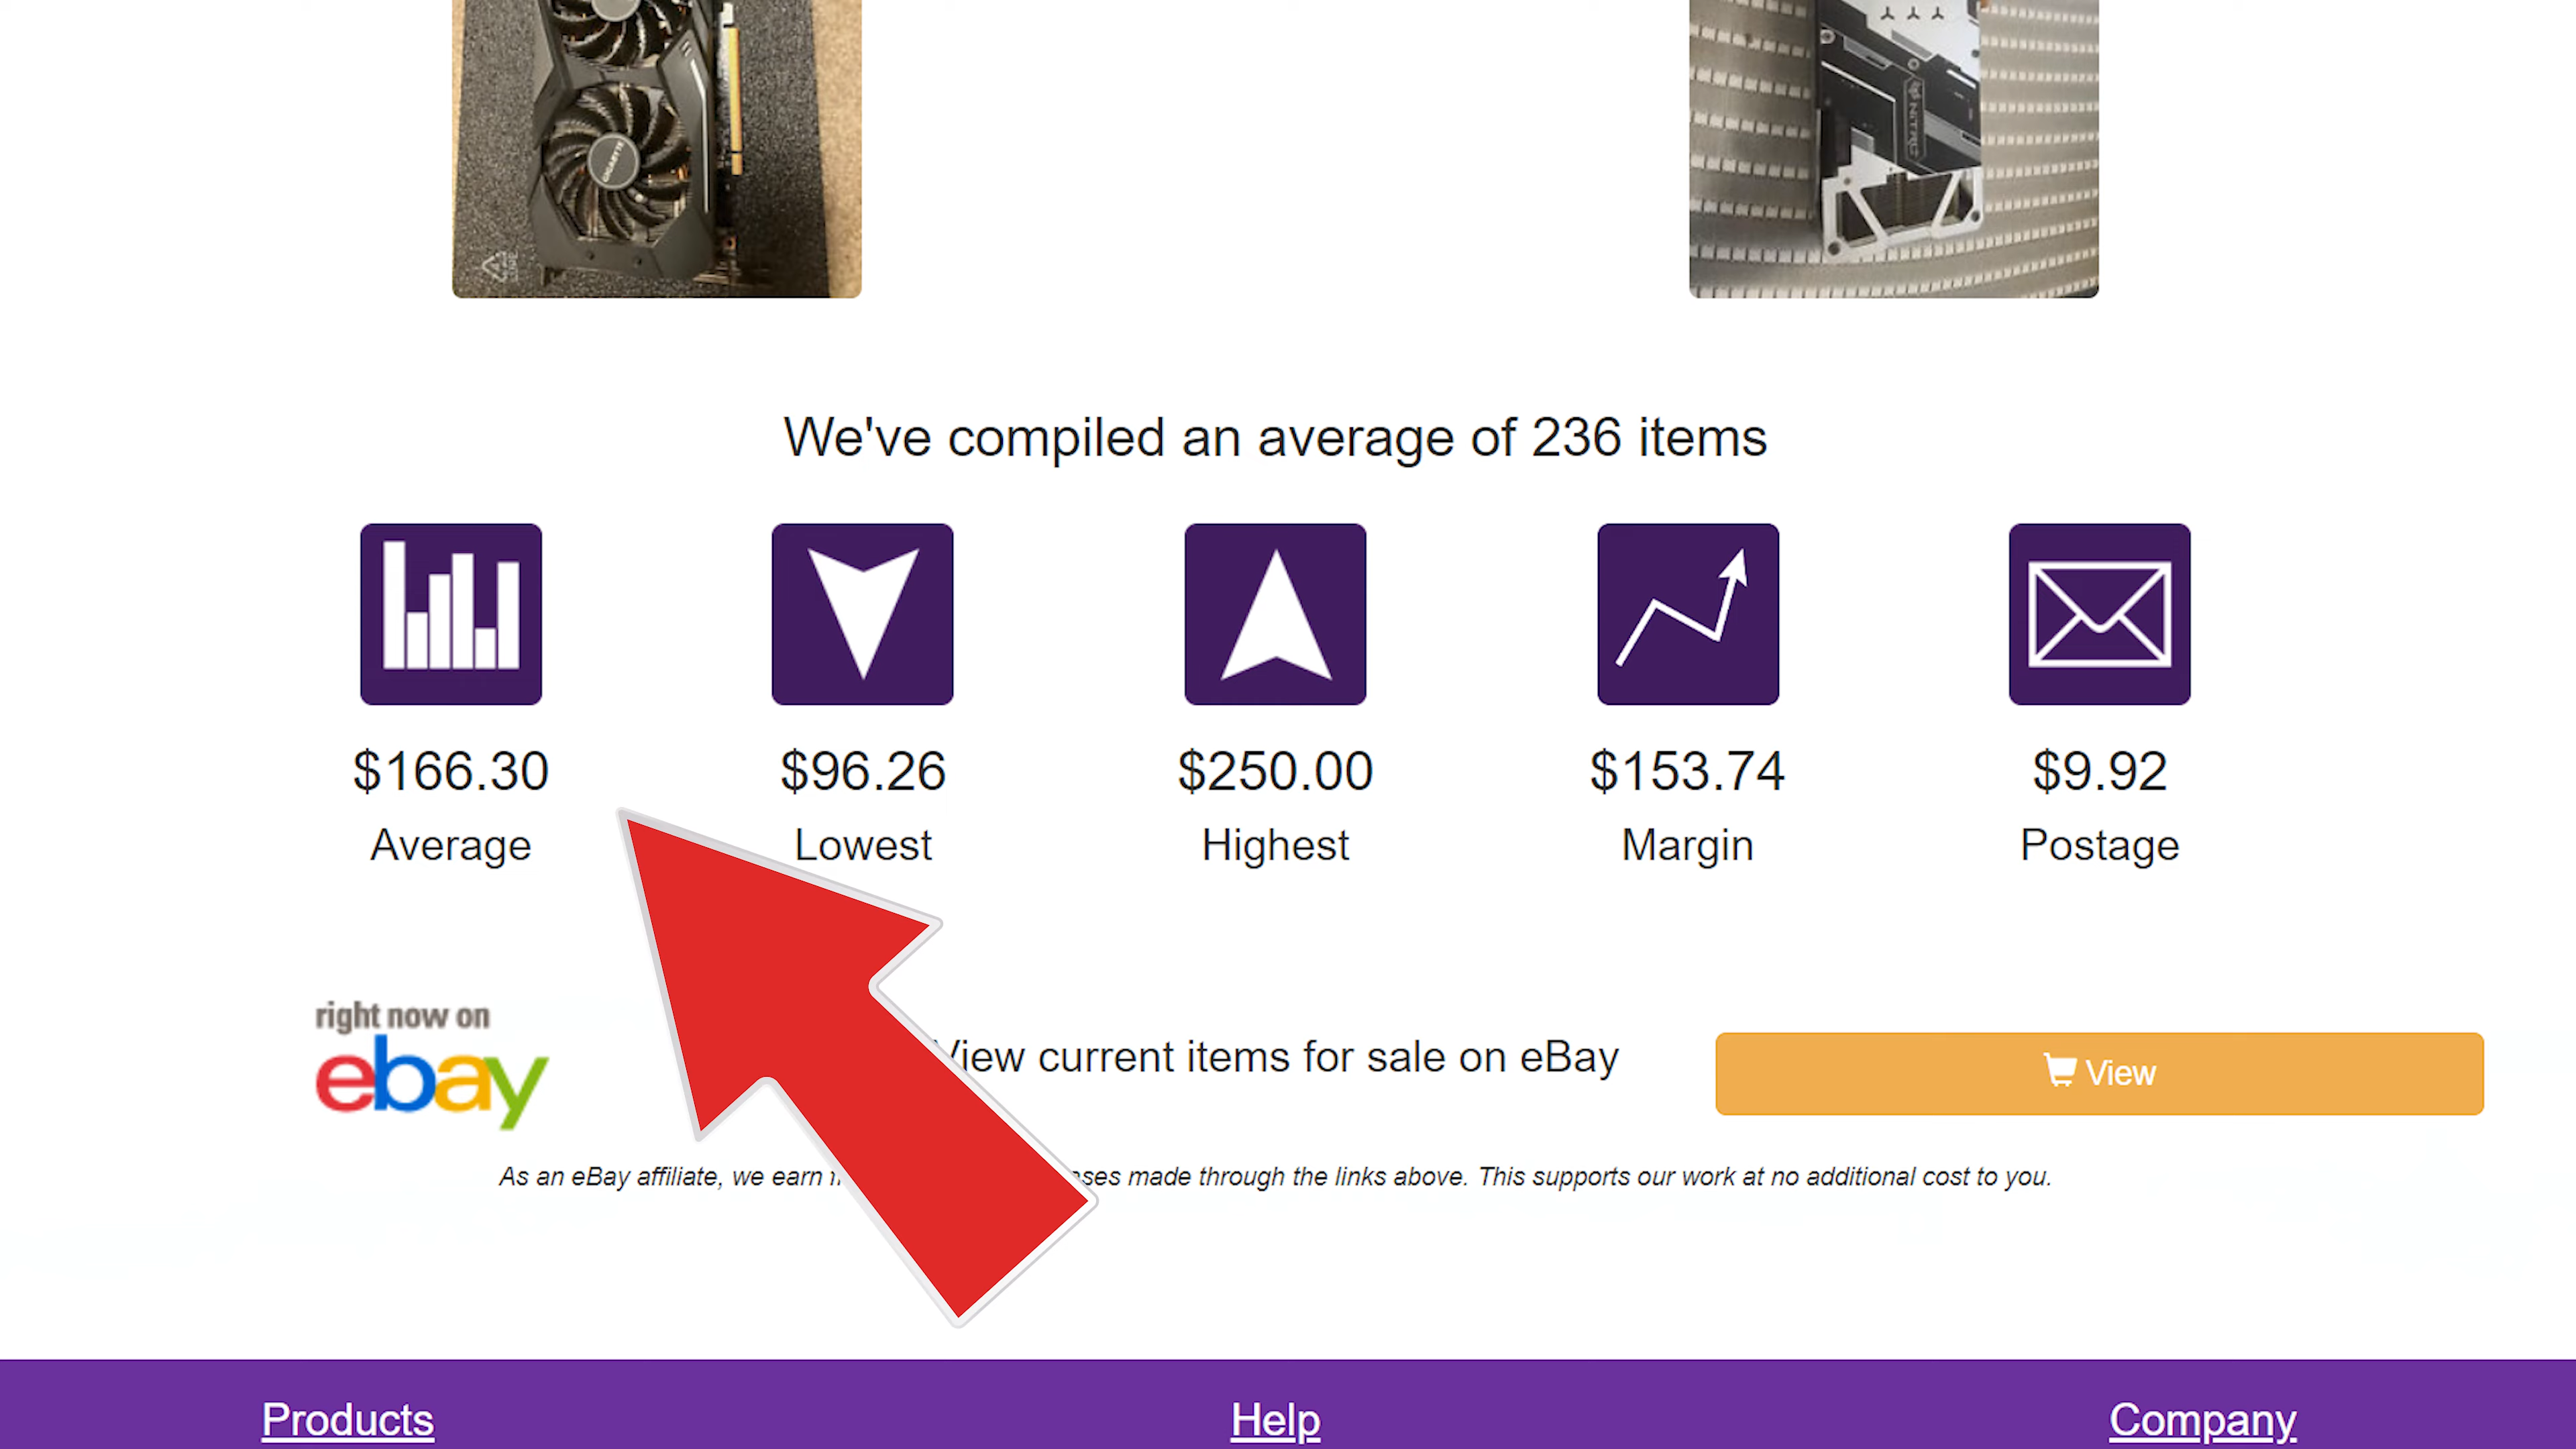 GIGABYTE
NITRO+
We've compiled an average of 236 items
$166.30
$96.26
$250.00
$153.74
$9.92
Average
Lowest
Highest
Margin
Postage
right now on
ebay
View current items for sale on eBay
View
As an eBay affiliate, we earn made through the links above. This supports our work at no additional cost to you.
Products
Help
Company